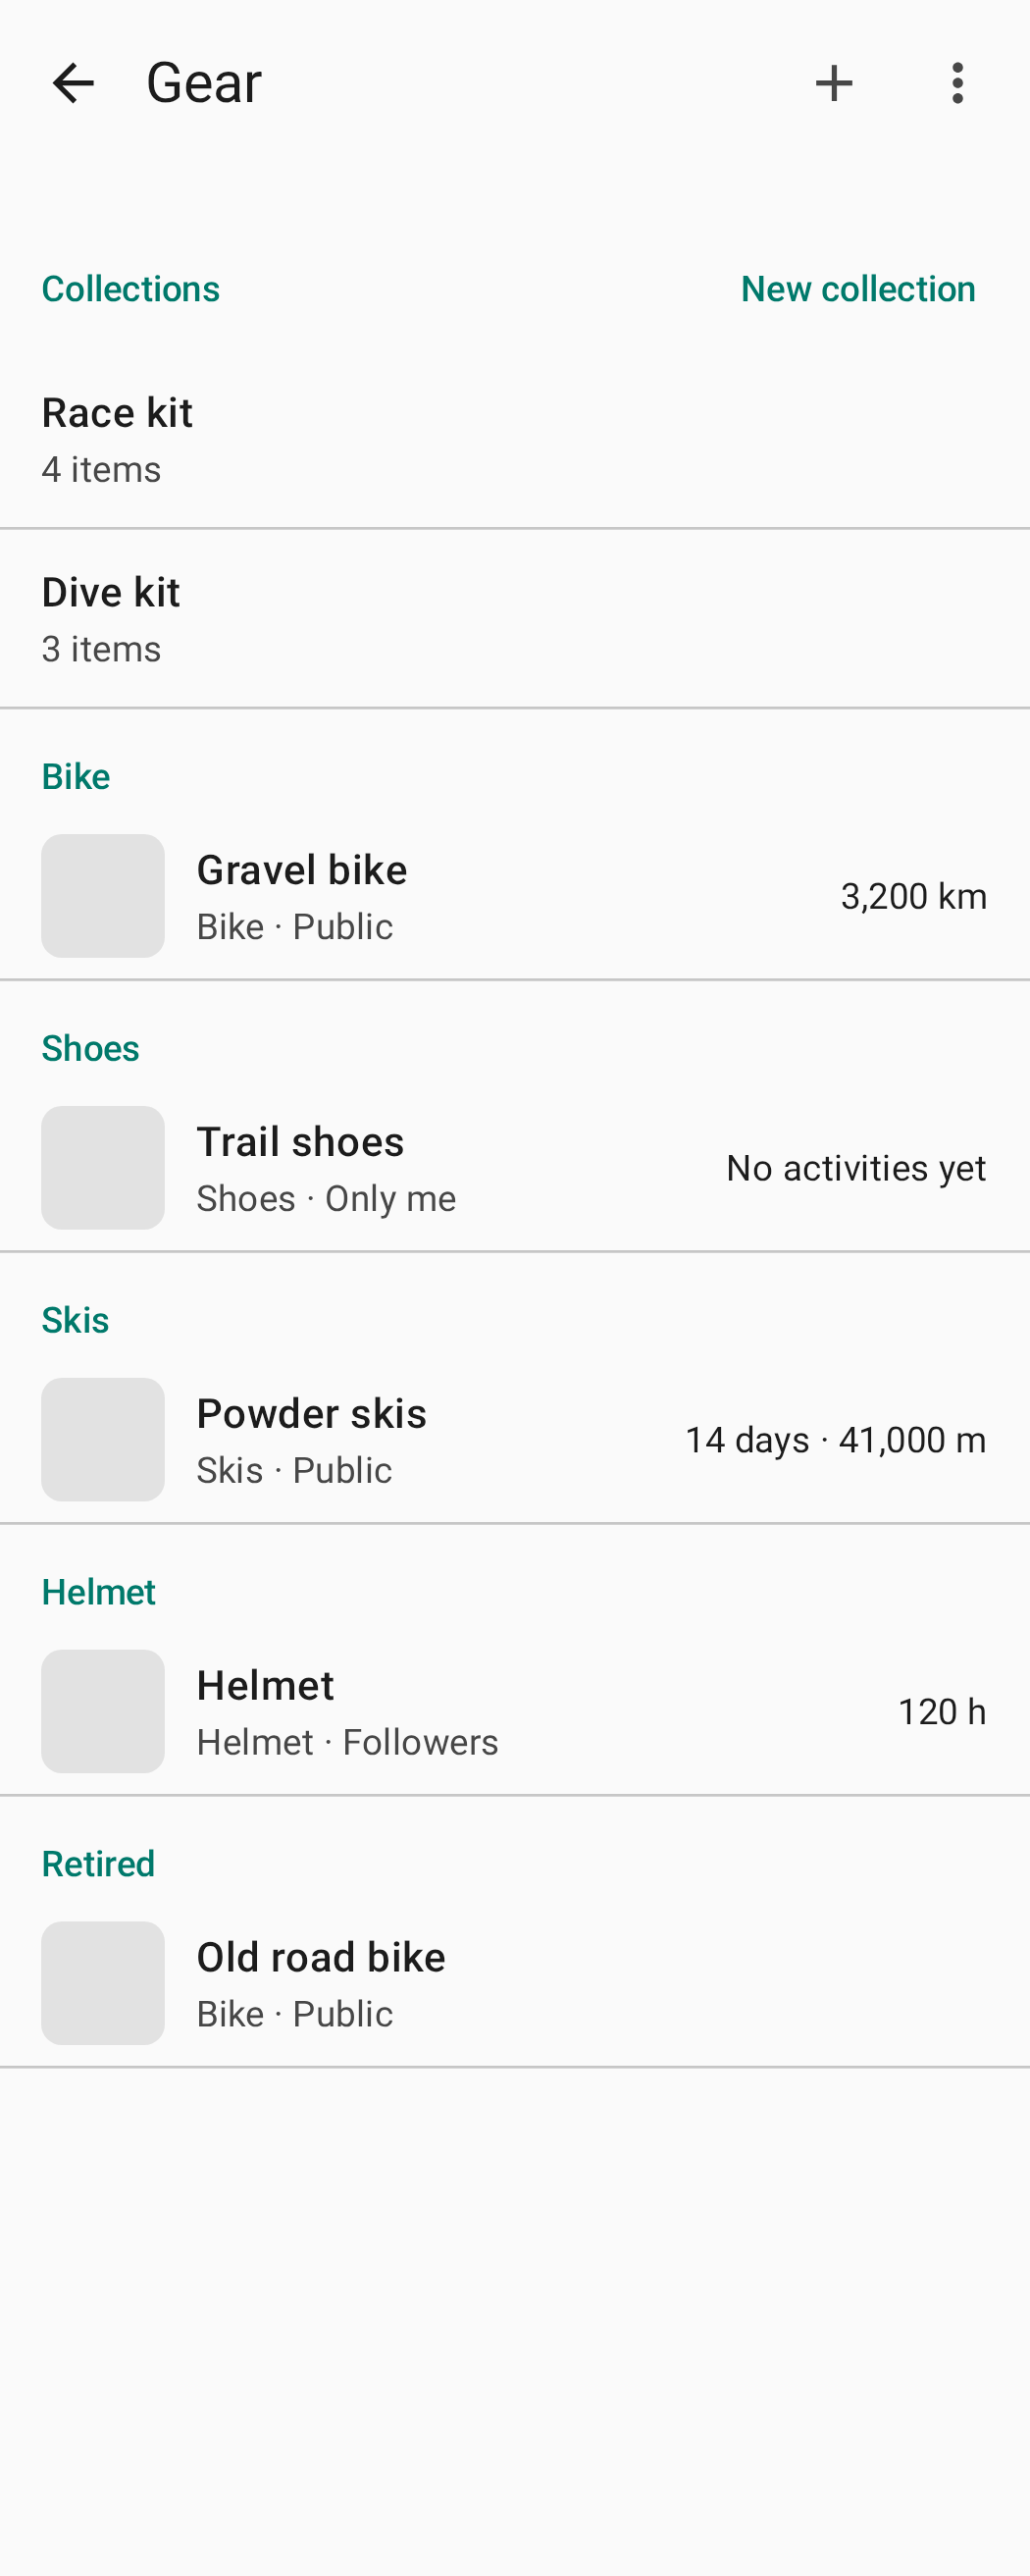 Gear
Collections New collection
Race kit
4 items
Dive kit
3 items
Bike
Gravel bike
Bike · Public
3,200 km
Shoes
Trail shoes
Shoes · Only me
No activities yet
Skis
Powder skis
Skis · Public
14 days · 41,000 m
Helmet
Helmet
Helmet · Followers
120 h
Retired
Old road bike
Bike · Public